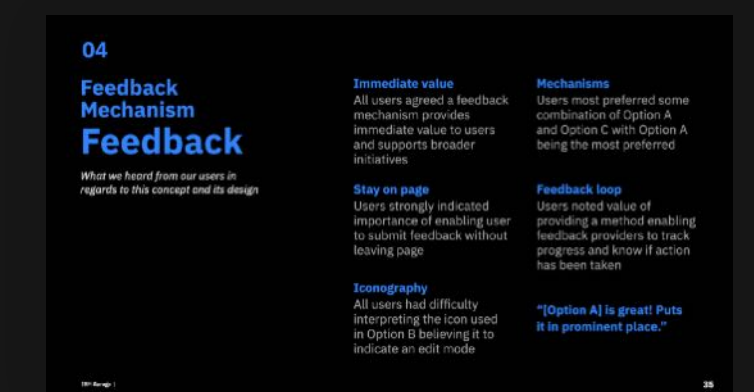 04
Feedback
Mechanism
Feedback
What we heard from our users in
regards to this concept and its design
Immediate value
All users agreed a feedback
mechanism provides
immediate value to users
and supports broader
initiatives
Stay on page
Users strongly indicated
importance of enabling user
to submit feedback without
leaving page
Iconography
All users had difficulty
interpreting the icon used
in Option B believing it to
indicate an edit mode
Mechanisms
Users most preferred some
combination of Option A
and Option C with Option A
being the most preferred
Feedback loop
Users noted value of
providing a method enabling
feedback providers to track
progress and know if action
has been taken
“[Option A] is great! Puts
it in prominent place.”
IBM Garage |
35